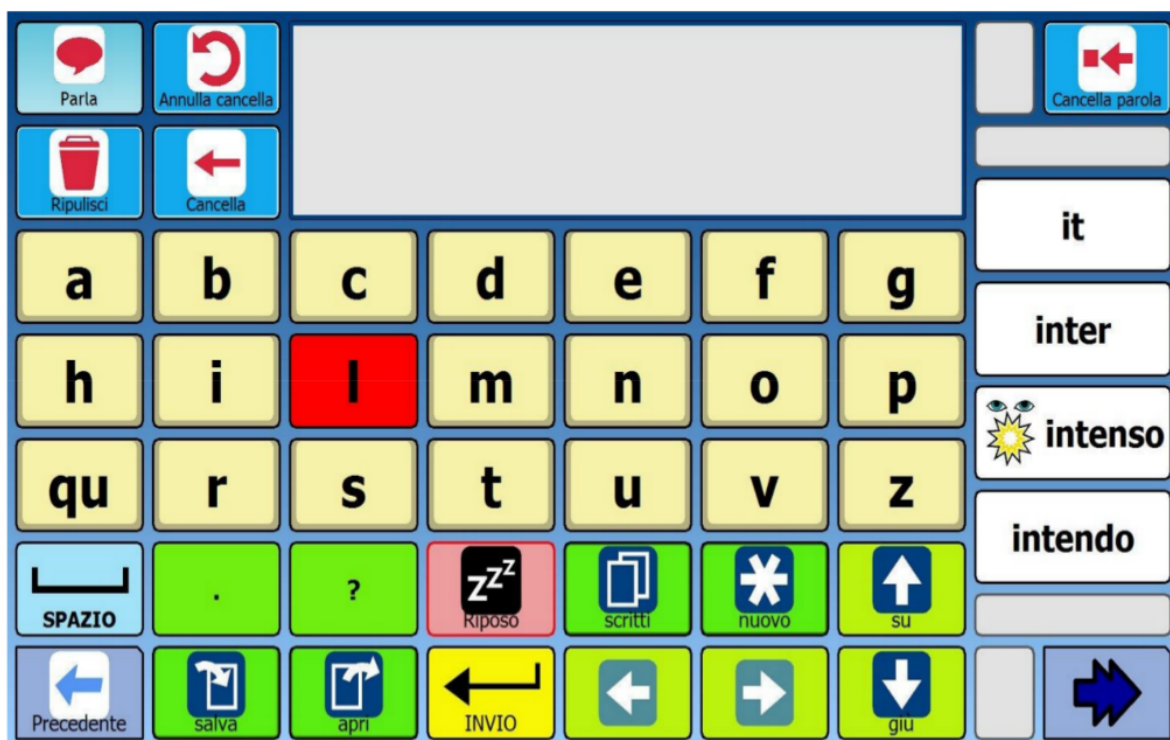 Parla
Annulla cancella
Cancella parola
Ripulisci
Cancella
it
a b c d e f g
inter
h i l m n o p
intenso
qu r s t u v z
intendo
SPAZIO . ? zzz Riposo scritti nuovo su
Precedente salva apri INVIO giu